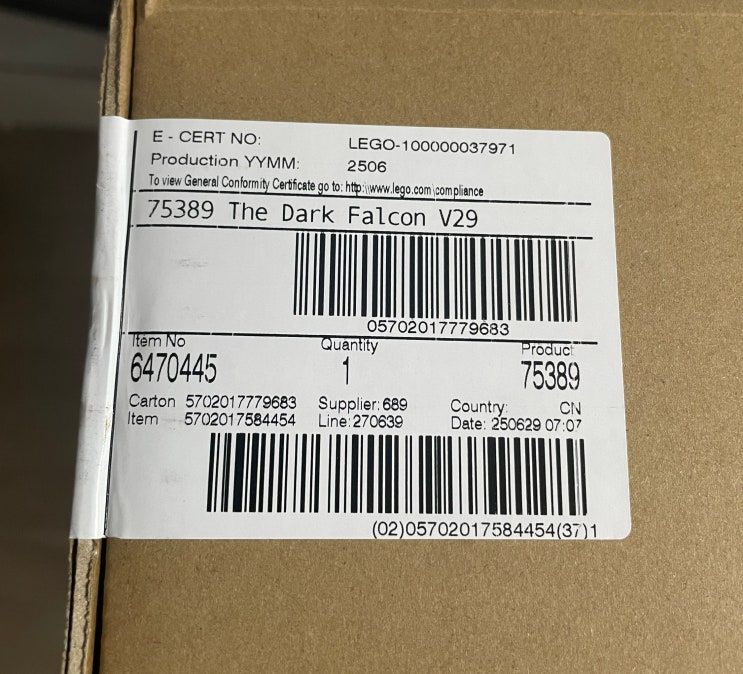 E - CERT NO: LEGO-100000037971
Production YYMM: 2506
To view General Conformity Certificate go to: http:\\www.lego.com\compliance
75389 The Dark Falcon V29
05702017779683
Item No Quantity Product
6470445 1 75389
Carton 5702017779683 Supplier: 689 Country: CN
Item 5702017584454 Line: 270639 Date: 250629 07:07
(02)05702017584454(37)1